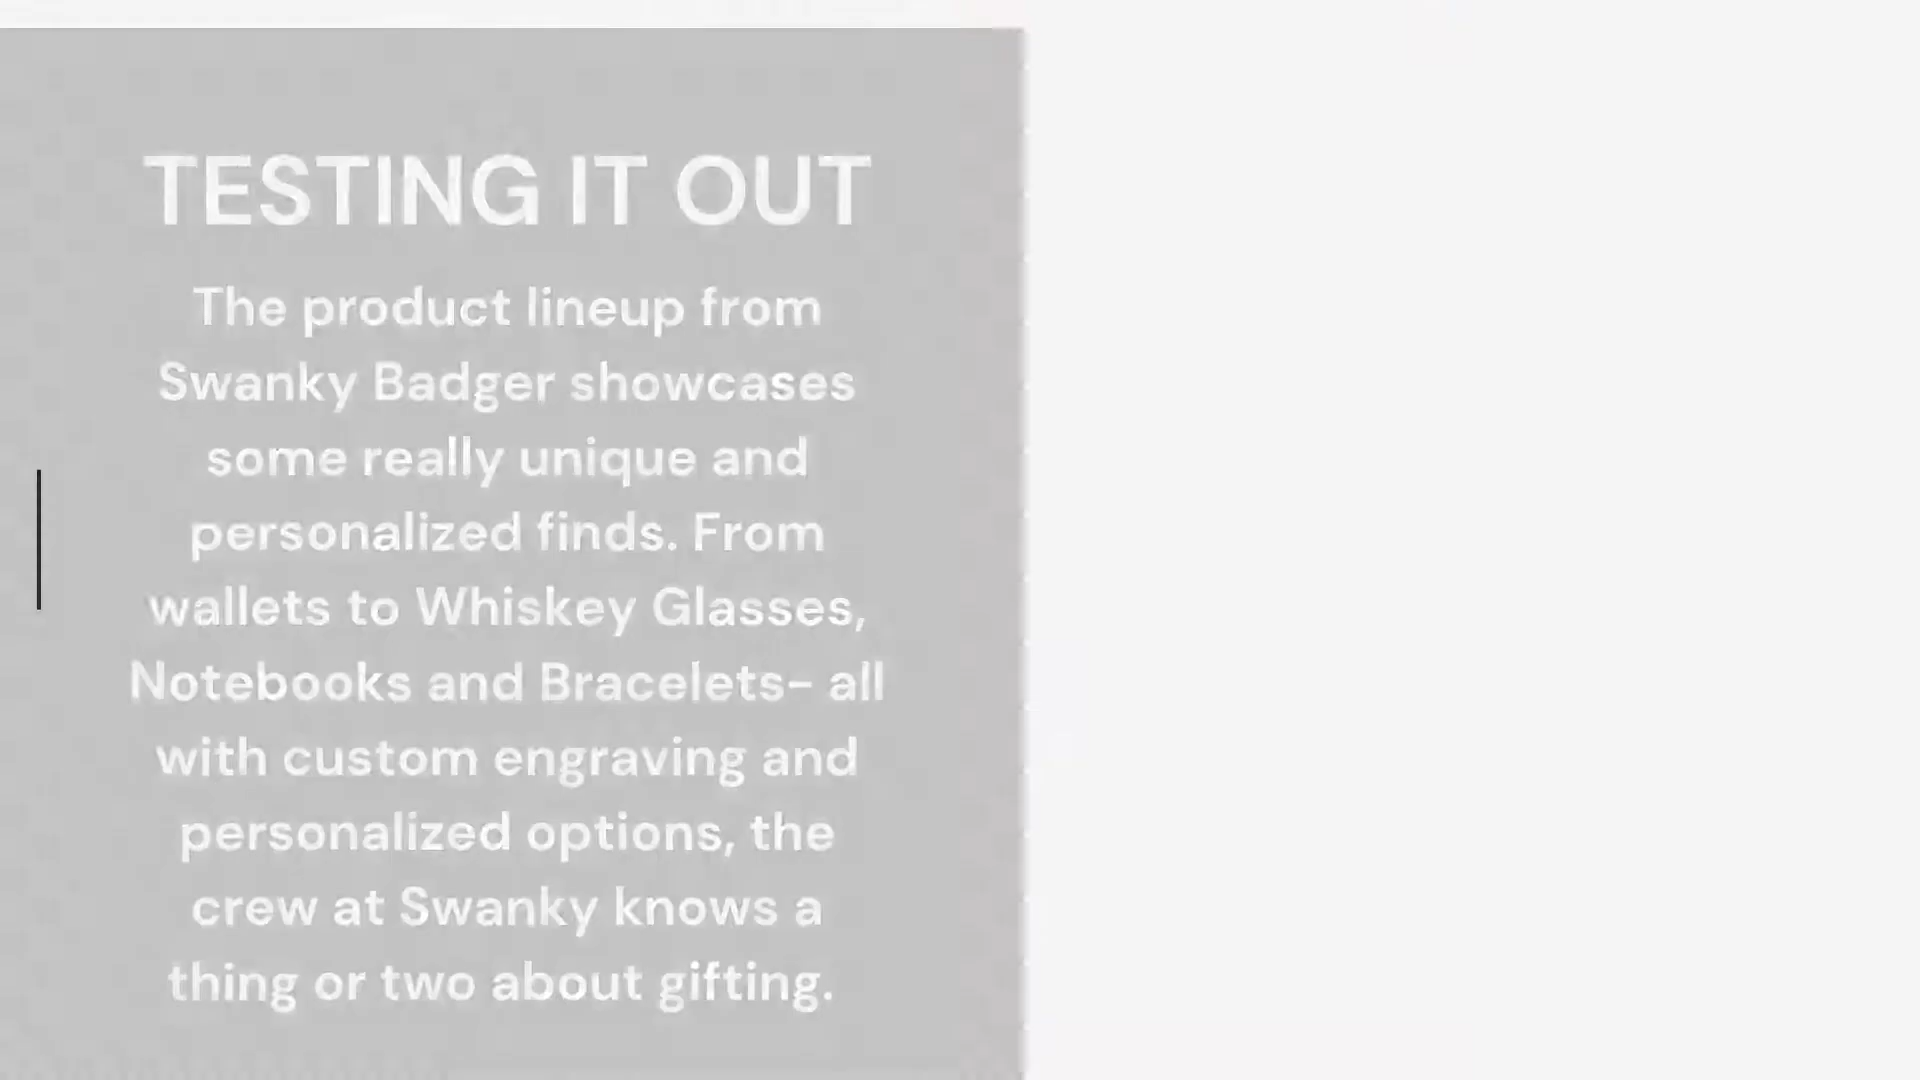 TESTING IT OUT
The product lineup from
Swanky Badger showcases
some really unique and
personalized finds. From
wallets to Whiskey Glasses,
Notebooks and Bracelets- all
with custom engraving and
personalized options, the
crew at Swanky knows a
thing or two about gifting.